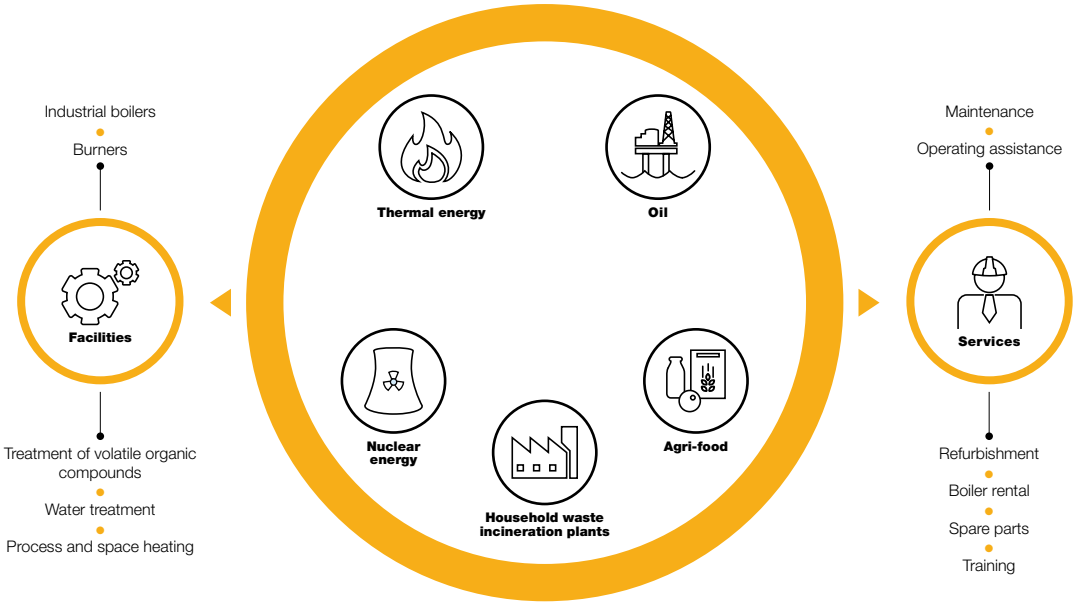 Industrial boilers
Burners
Facilities
Treatment of volatile organic
compounds
Water treatment
Process and space heating
Thermal energy
Oil
Nuclear
energy
Household waste
incineration plants
Agri-food
Maintenance
Operating assistance
Services
Refurbishment
Boiler rental
Spare parts
Training